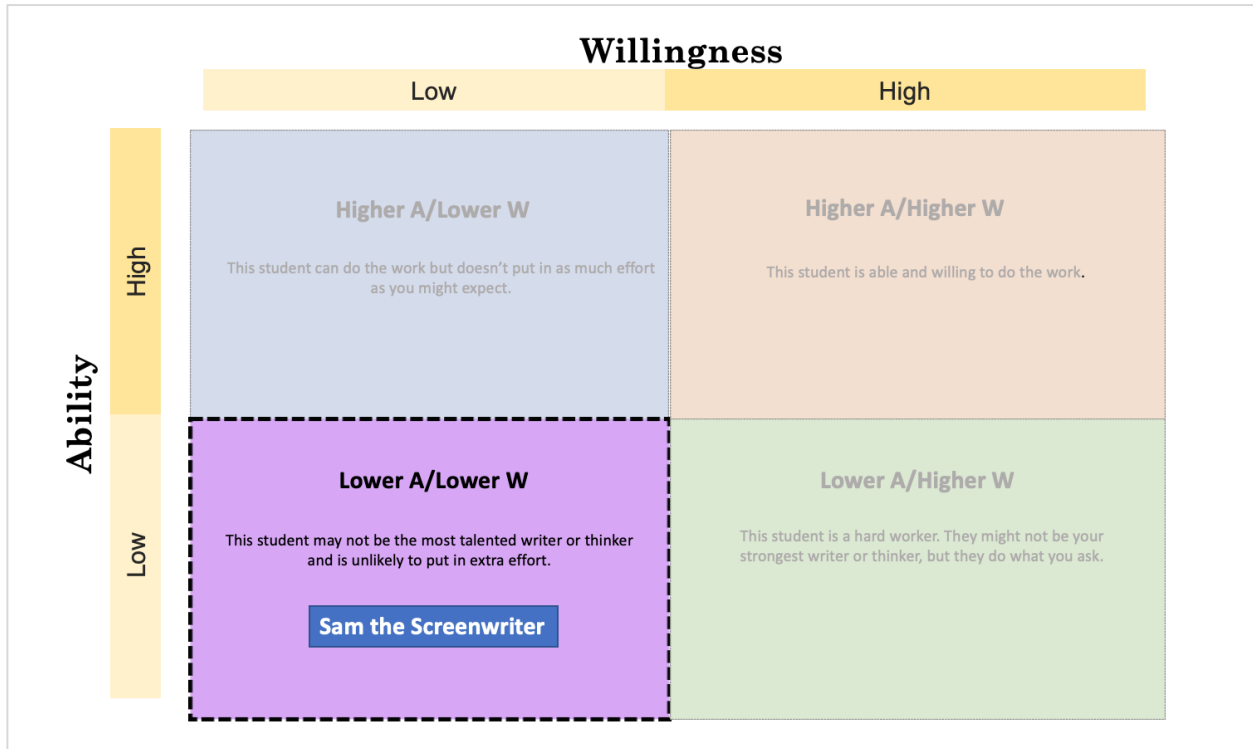 Willingness
Low
High
Ability
High
Low
Higher A/Lower W
This student can do the work but doesn’t put in as much effort
as you might expect.
Higher A/Higher W
This student is able and willing to do the work.
Lower A/Lower W
This student may not be the most talented writer or thinker
and is unlikely to put in extra effort.
Sam the Screenwriter
Lower A/Higher W
This student is a hard worker. They might not be your
strongest writer or thinker, but they do what you ask.